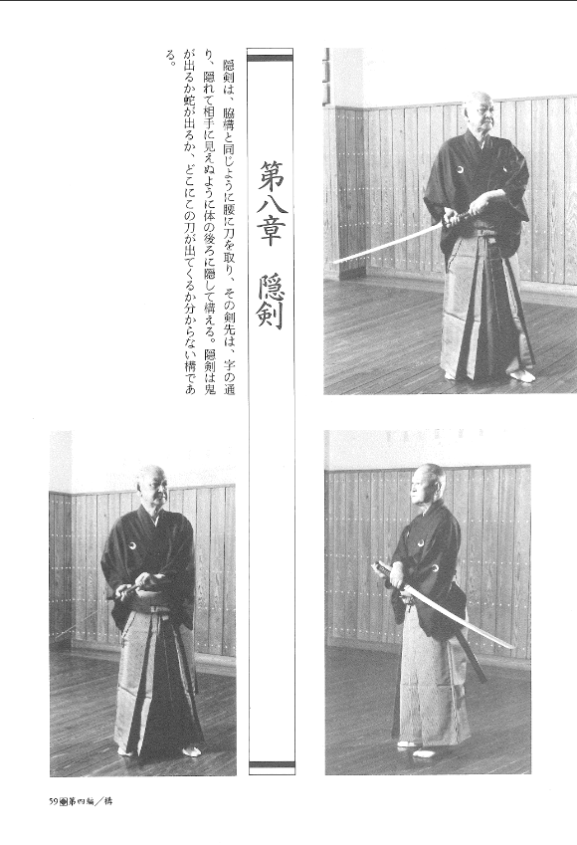 第八章　隠剣
隠剣は、脇構と同じように腰に刀を取り、その剣先は、字の通
り、隠れて相手に見えぬように体の後ろに隠して構える。隠剣は鬼
が出るか蛇が出るか、どこにこの刀が出てくるか分からない構であ
る。
59 第四編／構